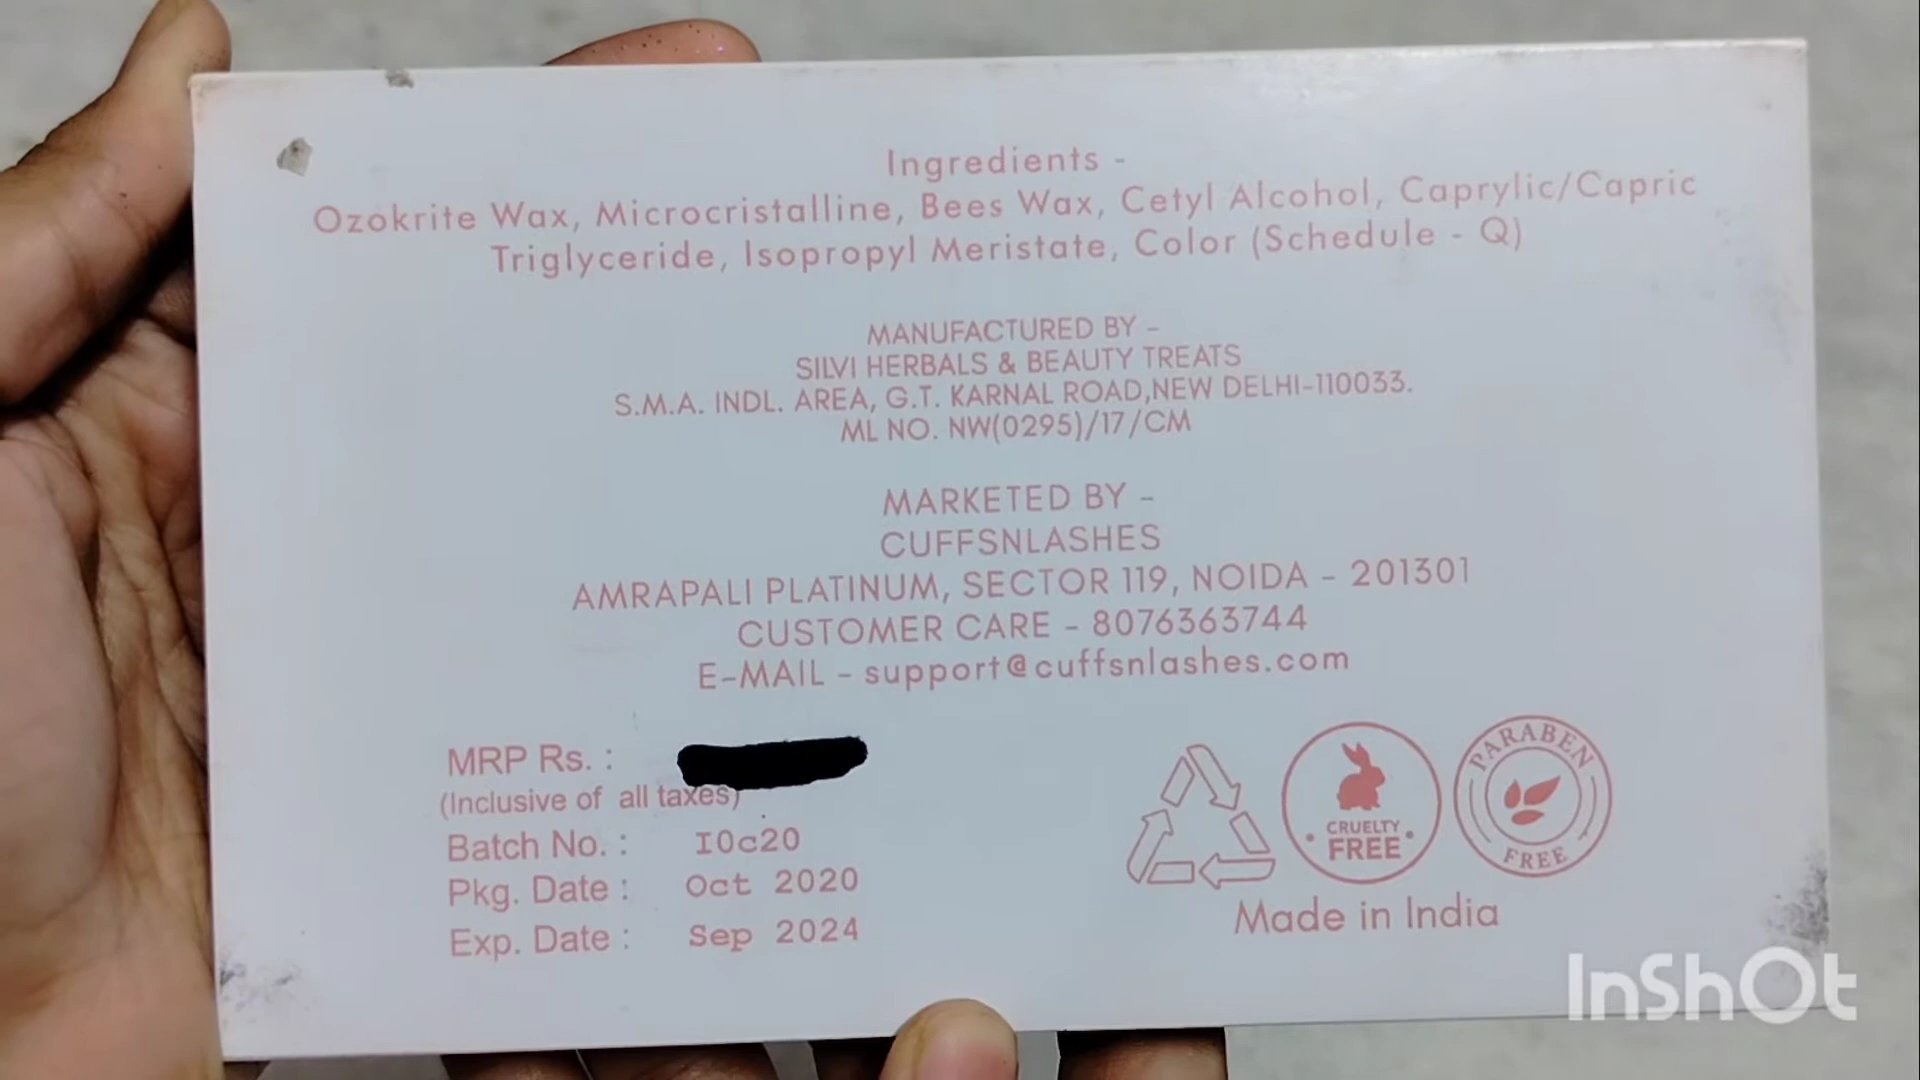 Ingredients -
Ozokrite Wax, Microcristalline, Bees Wax, Cetyl Alcohol, Caprylic/Capric
Triglyceride, Isopropyl Meristate, Color (Schedule - Q)
MANUFACTURED BY -
SILVI HERBALS & BEAUTY TREATS
S.M.A. INDL. AREA, G.T. KARNAL ROAD,NEW DELHI-110033.
ML NO. NW(0295)/17/CM
MARKETED BY -
CUFFSNLASHES
AMRAPALI PLATINUM, SECTOR 119, NOIDA - 201301
CUSTOMER CARE - 8076363744
E-MAIL - support@cuffsnlashes.com
MRP Rs. :
(Inclusive of all taxes)
Batch No. : I0c20
Pkg. Date : Oct 2020
Exp. Date : Sep 2024
CRUELTY
FREE
PARABEN
FREE
Made in India
InShOt